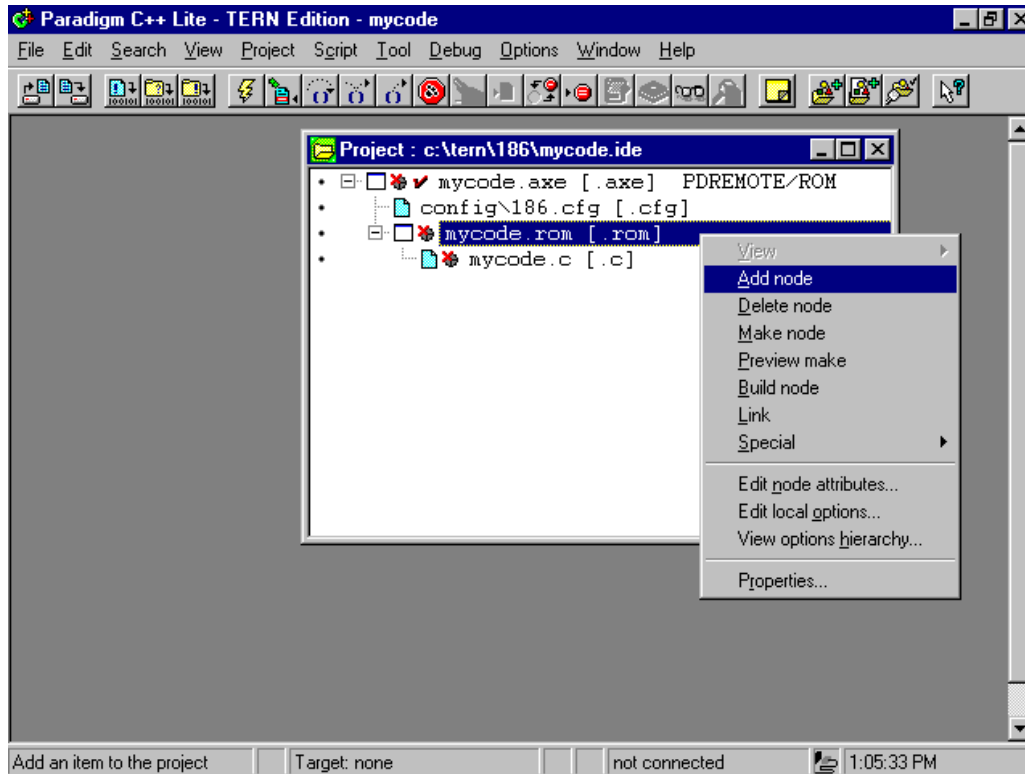 Paradigm C++ Lite - TERN Edition - mycode
File Edit Search View Project Script Tool Debug Options Window Help
Project : c:\tern\186\mycode.ide
mycode.axe [.axe] PDREMOTE/ROM
config\186.cfg [.cfg]
mycode.rom [.rom]
mycode.c [.c]
View
Add node
Delete node
Make node
Preview make
Build node
Link
Special
Edit node attributes...
Edit local options...
View options hierarchy...
Properties...
Add an item to the project Target: none not connected 1:05:33 PM